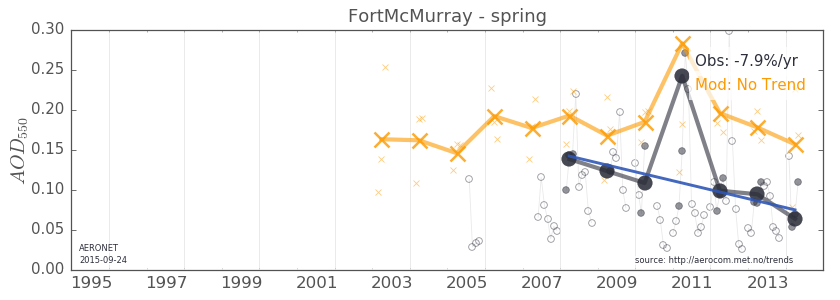 FortMcMurray - spring
0.30
0.25
0.20
0.15
0.10
0.05
0.00
AOD550
Obs: -7.9%/yr
Mod: No Trend
AERONET
2015-09-24
source: http://aerocom.met.no/trends
1995 1997 1999 2001 2003 2005 2007 2009 2011 2013